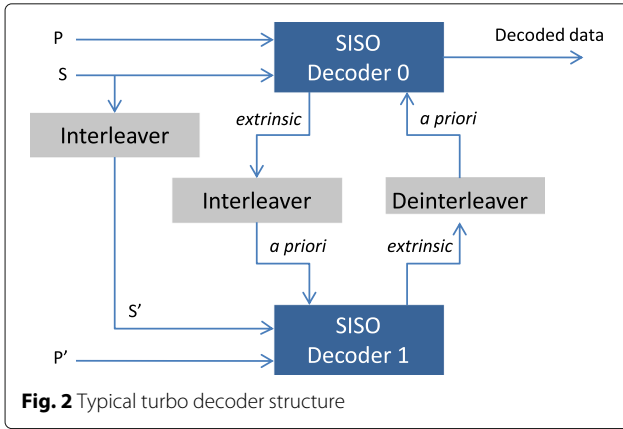 P
SISO
Decoder 0
Decoded data
S
Interleaver
extrinsic
a priori
Interleaver
Deinterleaver
a priori
extrinsic
S’
SISO
Decoder 1
P’
Fig. 2 Typical turbo decoder structure